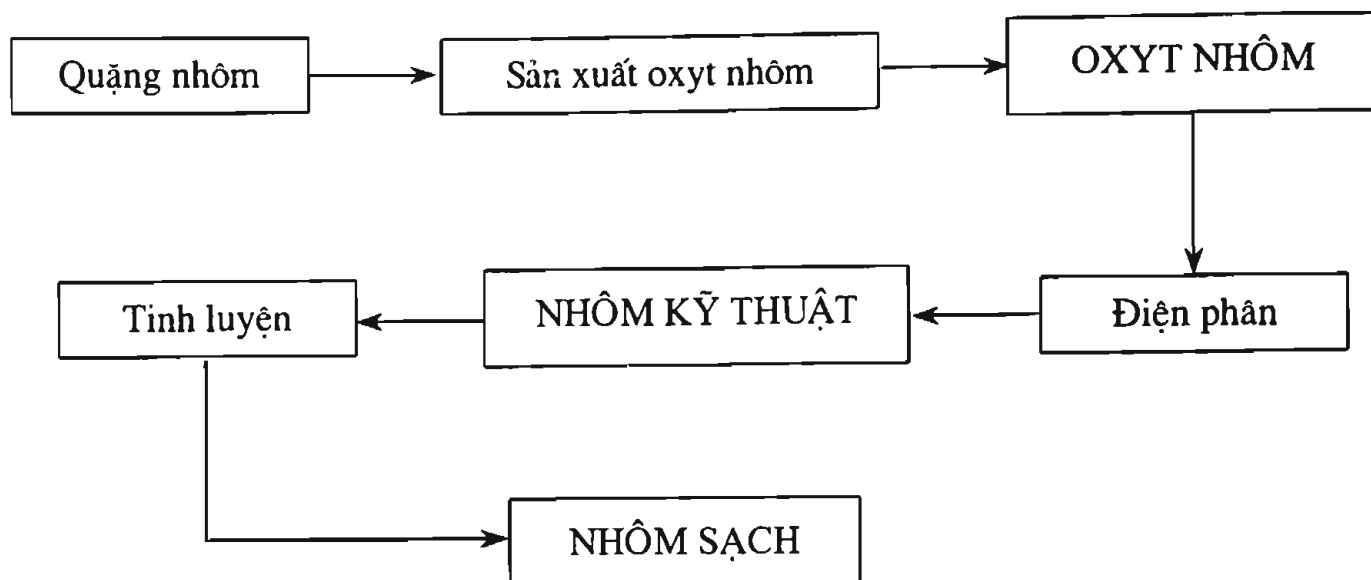 Quặng nhôm
Sản xuất oxyt nhôm
OXYT NHÔM
Điện phân
NHÔM KỸ THUẬT
Tinh luyện
NHÔM SẠCH